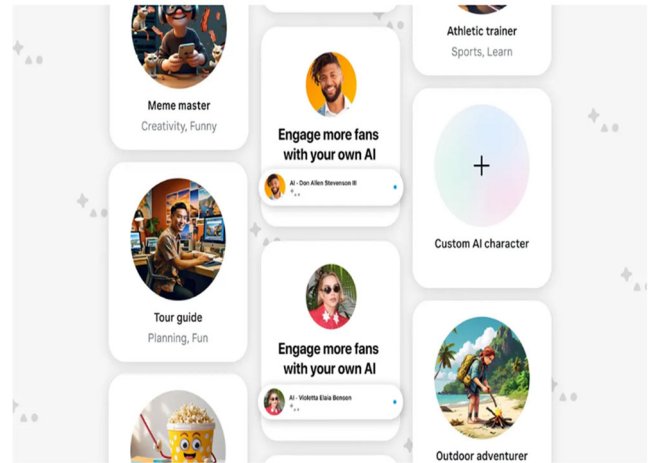 Meme master
Creativity, Funny
Tour guide
Planning, Fun
Engage more fans
with your own AI
AI - Don Allen Stevenson III
Engage more fans
with your own AI
AI - Violetta Elaia Benson
Athletic trainer
Sports, Learn
Custom AI character
Outdoor adventurer